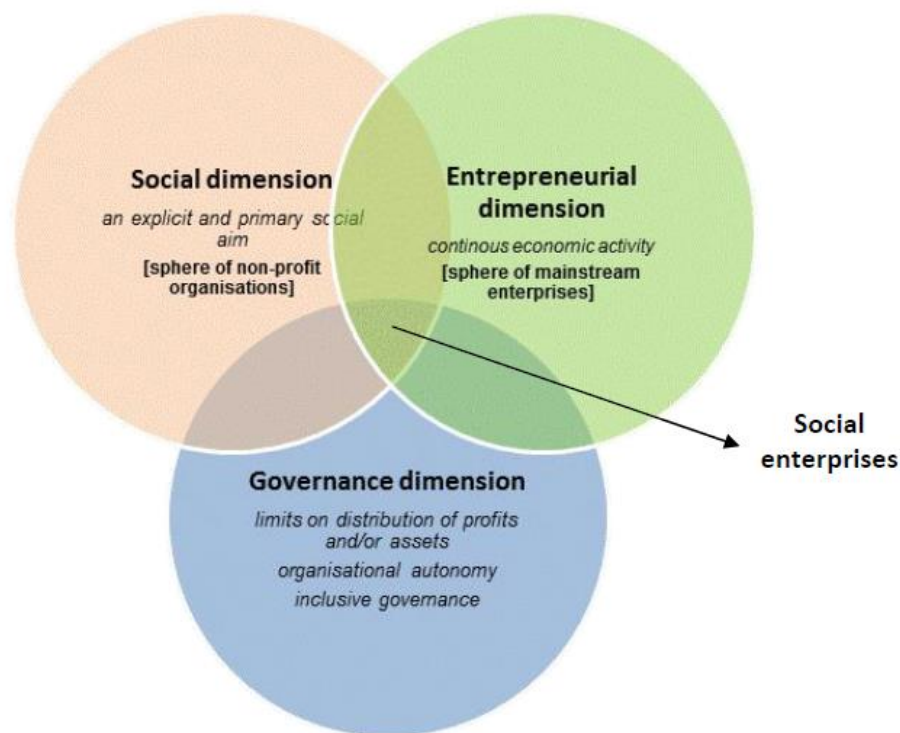 Social dimension
an explicit and primary social
aim
[sphere of non-profit
organisations]
Entrepreneurial
dimension
continous economic activity
[sphere of mainstream
enterprises]
Social
enterprises
Governance dimension
limits on distribution of profits
and/or assets
organisational autonomy
inclusive governance